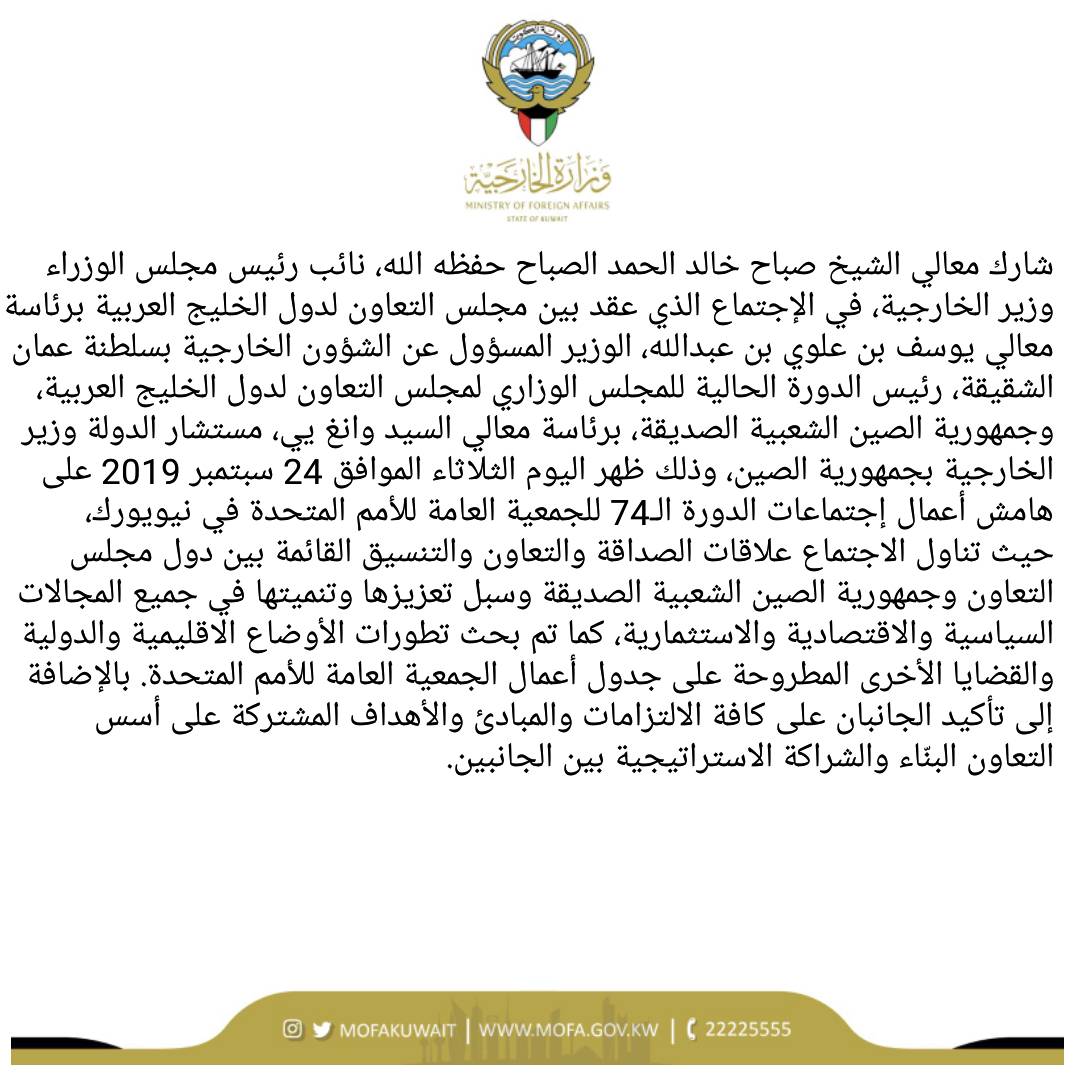 دولة الكويت
وزارة الخارجية
MINISTRY OF FOREIGN AFFAIRS
STATE OF KUWAIT
شارك معالي الشيخ صباح خالد الحمد الصباح حفظه الله، نائب رئيس مجلس الوزراء
وزير الخارجية، في الإجتماع الذي عقد بين مجلس التعاون لدول الخليج العربية برئاسة
معالي يوسف بن علوي بن عبدالله، الوزير المسؤول عن الشؤون الخارجية بسلطنة عمان
الشقيقة، رئيس الدورة الحالية للمجلس الوزاري لمجلس التعاون لدول الخليج العربية،
وجمهورية الصين الشعبية الصديقة، برئاسة معالي السيد وانغ يي، مستشار الدولة وزير
الخارجية بجمهورية الصين، وذلك ظهر اليوم الثلاثاء الموافق 24 سبتمبر 2019 على
هامش أعمال إجتماعات الدورة الـ74 للجمعية العامة للأمم المتحدة في نيويورك،
حيث تناول الاجتماع علاقات الصداقة والتعاون والتنسيق القائمة بين دول مجلس
التعاون وجمهورية الصين الشعبية الصديقة وسبل تعزيزها وتنميتها في جميع المجالات
السياسية والاقتصادية والاستثمارية، كما تم بحث تطورات الأوضاع الاقليمية والدولية
والقضايا الأخرى المطروحة على جدول أعمال الجمعية العامة للأمم المتحدة. بالإضافة
إلى تأكيد الجانبان على كافة الالتزامات والمبادئ والأهداف المشتركة على أسس
التعاون البنّاء والشراكة الاستراتيجية بين الجانبين.
MOFAKUWAIT | WWW.MOFA.GOV.KW | 22225555